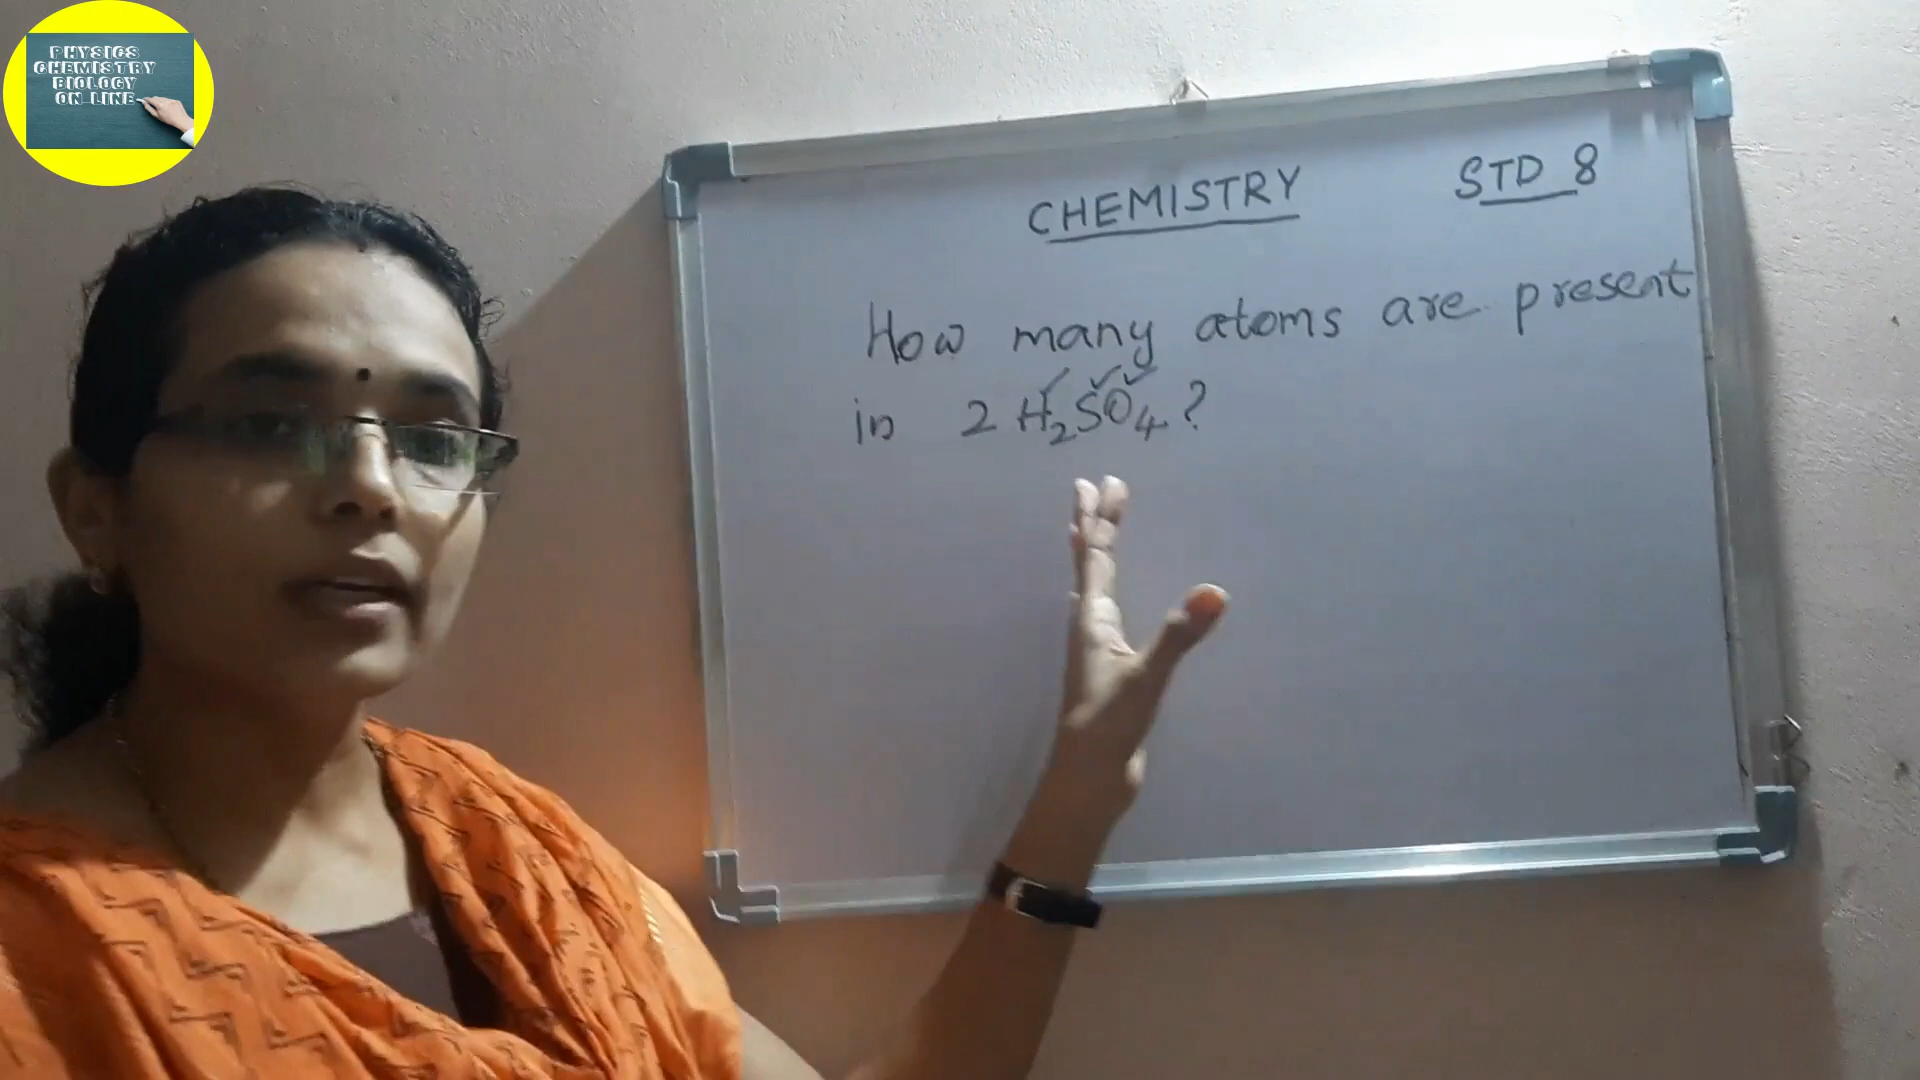 PHYSICS
CHEMISTRY
BIOLOGY
ON LINE
CHEMISTRY STD 8
How many atoms are present
in 2 H₂SO₄?